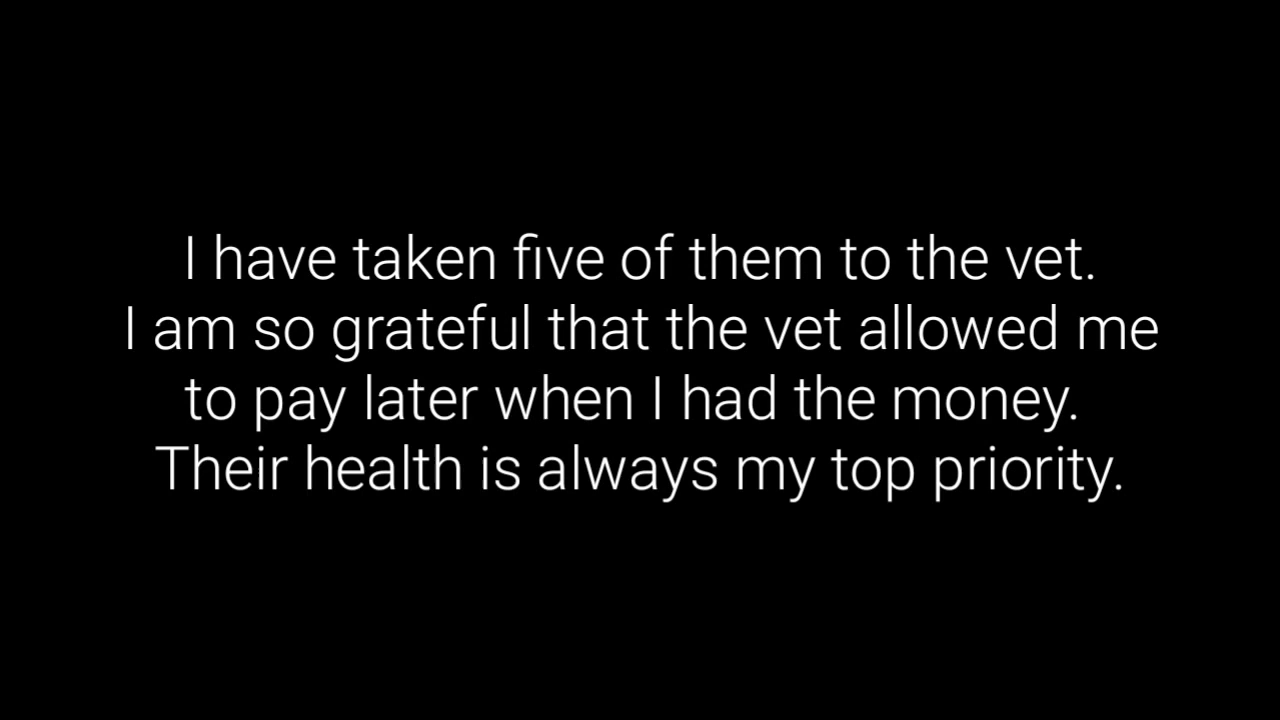 I have taken five of them to the vet.
I am so grateful that the vet allowed me
to pay later when I had the money.
Their health is always my top priority.